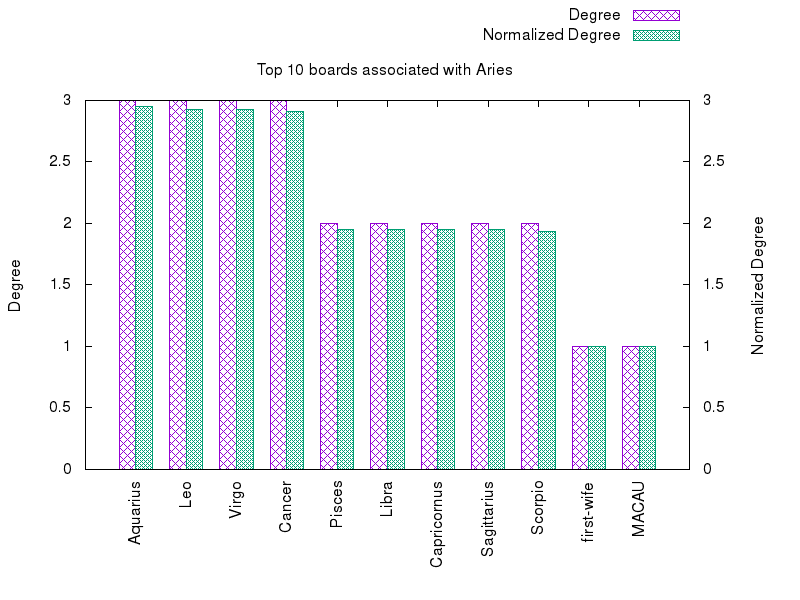 Degree
Normalized Degree
Top 10 boards associated with Aries
3 3
2.5 2.5
2 2
1.5 1.5
1 1
0.5 0.5
0 0
Degree
Normalized Degree
Aquarius
Leo
Virgo
Cancer
Pisces
Libra
Capricornus
Sagittarius
Scorpio
first-wife
MACAU